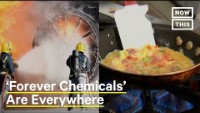 NOW
THIS
'Forever Chemicals'
Are Everywhere